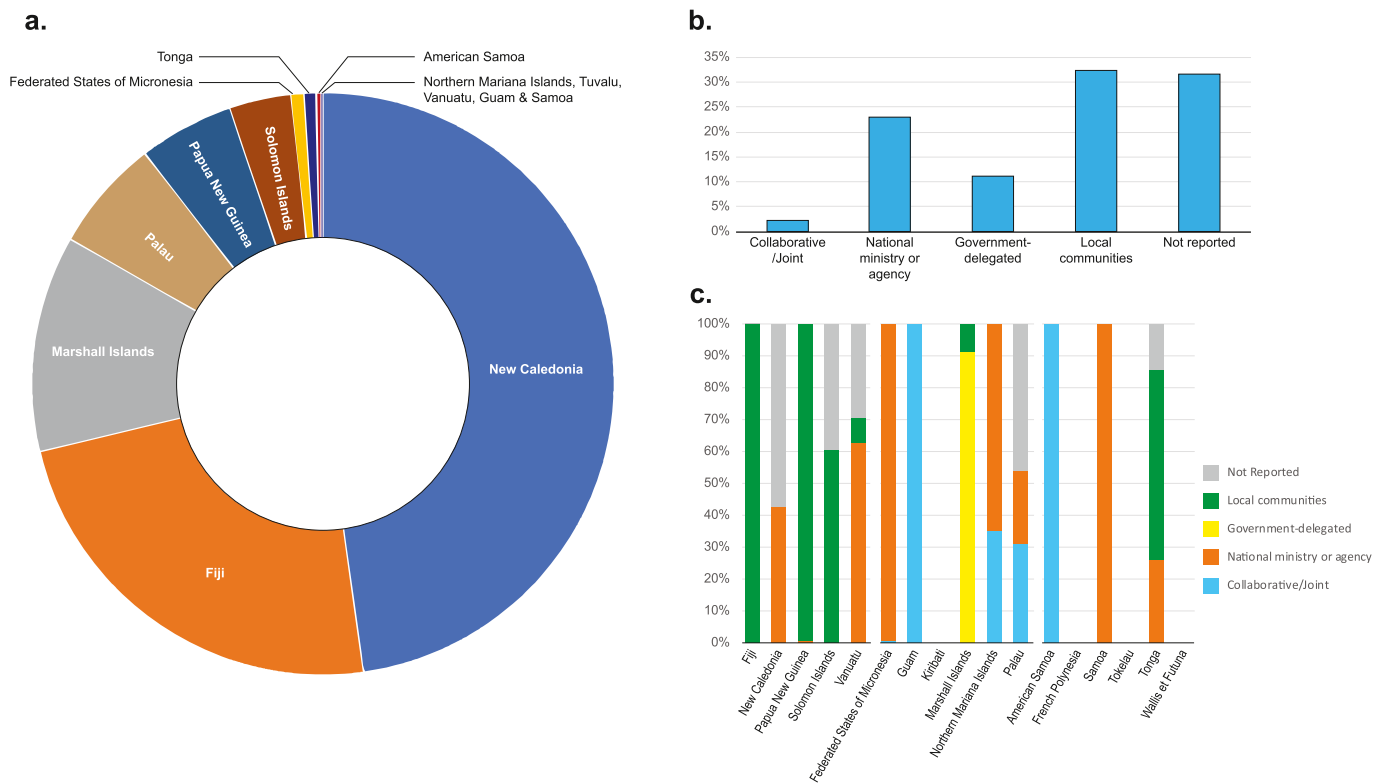 a.
Tonga
American Samoa
Federated States of Micronesia
Northern Mariana Islands, Tuvalu,
Vanuatu, Guam & Samoa
Solomon Islands
Papua New Guinea
Palau
Marshall Islands
New Caledonia
Fiji
b.
35%
30%
25%
20%
15%
10%
5%
0%
Collaborative
/Joint
National
ministry or
agency
Government-
delegated
Local
communities
Not reported
c.
100%
90%
80%
70%
60%
50%
40%
30%
20%
10%
0%
Fiji
New Caledonia
Papua New Guinea
Solomon Islands
Vanuatu
Federated States of Micronesia
Guam
Kiribati
Marshall Islands
Northern Mariana Islands
Palau
American Samoa
French Polynesia
Samoa
Tokelau
Tonga
Wallis et Futuna
Not Reported
Local communities
Government-delegated
National ministry or agency
Collaborative/Joint